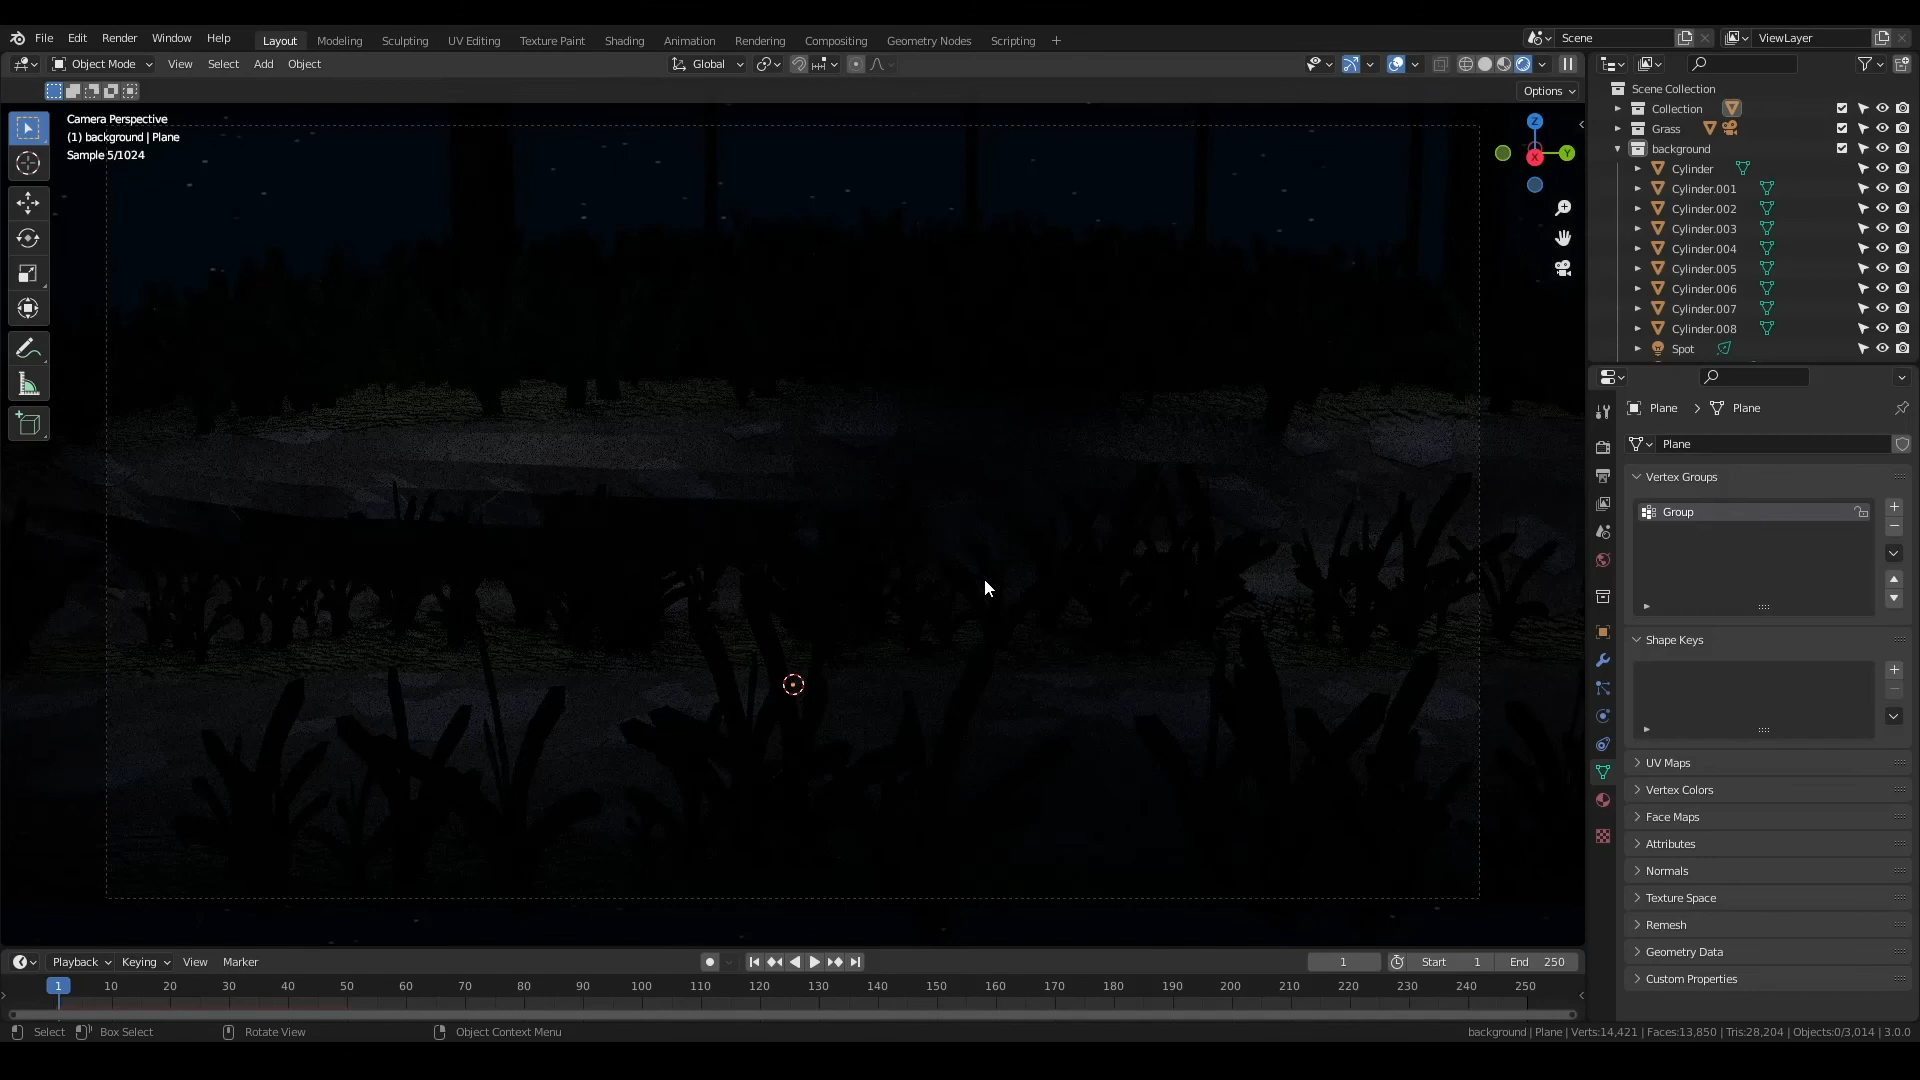 File Edit Render Window Help Layout Modeling Sculpting UV Editing Texture Paint Shading Animation Rendering Compositing Geometry Nodes Scripting + Scene ViewLayer
Object Mode View Select Add Object Global
Options
Camera Perspective
(1) background | Plane
Sample 5/1024
Z
Y
X
Scene Collection
Collection
Grass
background
Cylinder
Cylinder.001
Cylinder.002
Cylinder.003
Cylinder.004
Cylinder.005
Cylinder.006
Cylinder.007
Cylinder.008
Spot
Plane > Plane
Plane
Vertex Groups
Group
Shape Keys
UV Maps
Vertex Colors
Face Maps
Attributes
Normals
Texture Space
Remesh
Geometry Data
Custom Properties
Playback Keying View Marker 1 Start 1 End 250
1 10 20 30 40 50 60 70 80 90 100 110 120 130 140 150 160 170 180 190 200 210 220 230 240 250
Select Box Select Rotate View Object Context Menu background | Plane | Verts:14,421 | Faces:13,850 | Tris:28,204 | Objects:0/3,014 | 3.0.0